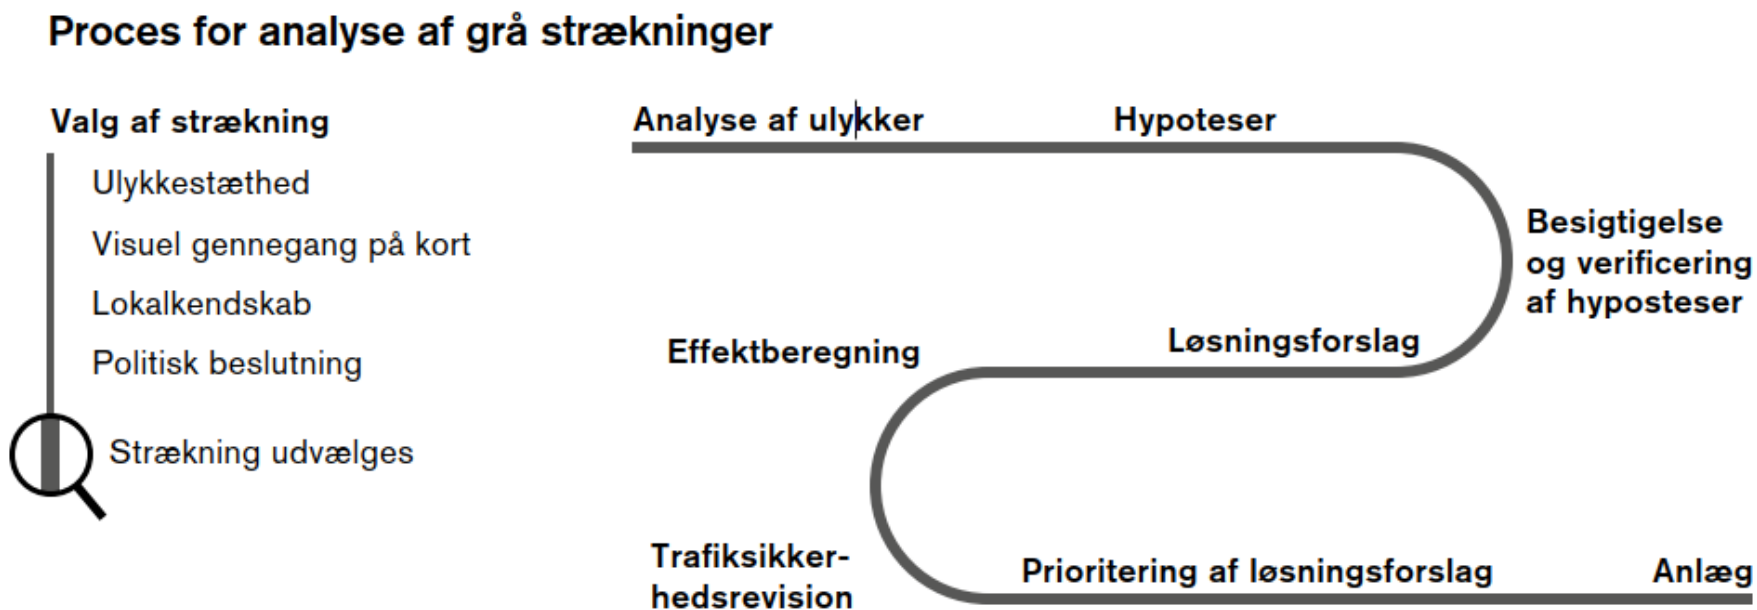 Proces for analyse af grå strækninger
Valg af strækning
Ulykkestæthed
Visuel gennegang på kort
Lokalkendskab
Politisk beslutning
Strækning udvælges
Analyse af ulykker
Hypoteser
Besigtigelse
og verificering
af hyposteser
Løsningsforslag
Effektberegning
Trafiksikker-
hedsrevision
Prioritering af løsningsforslag
Anlæg